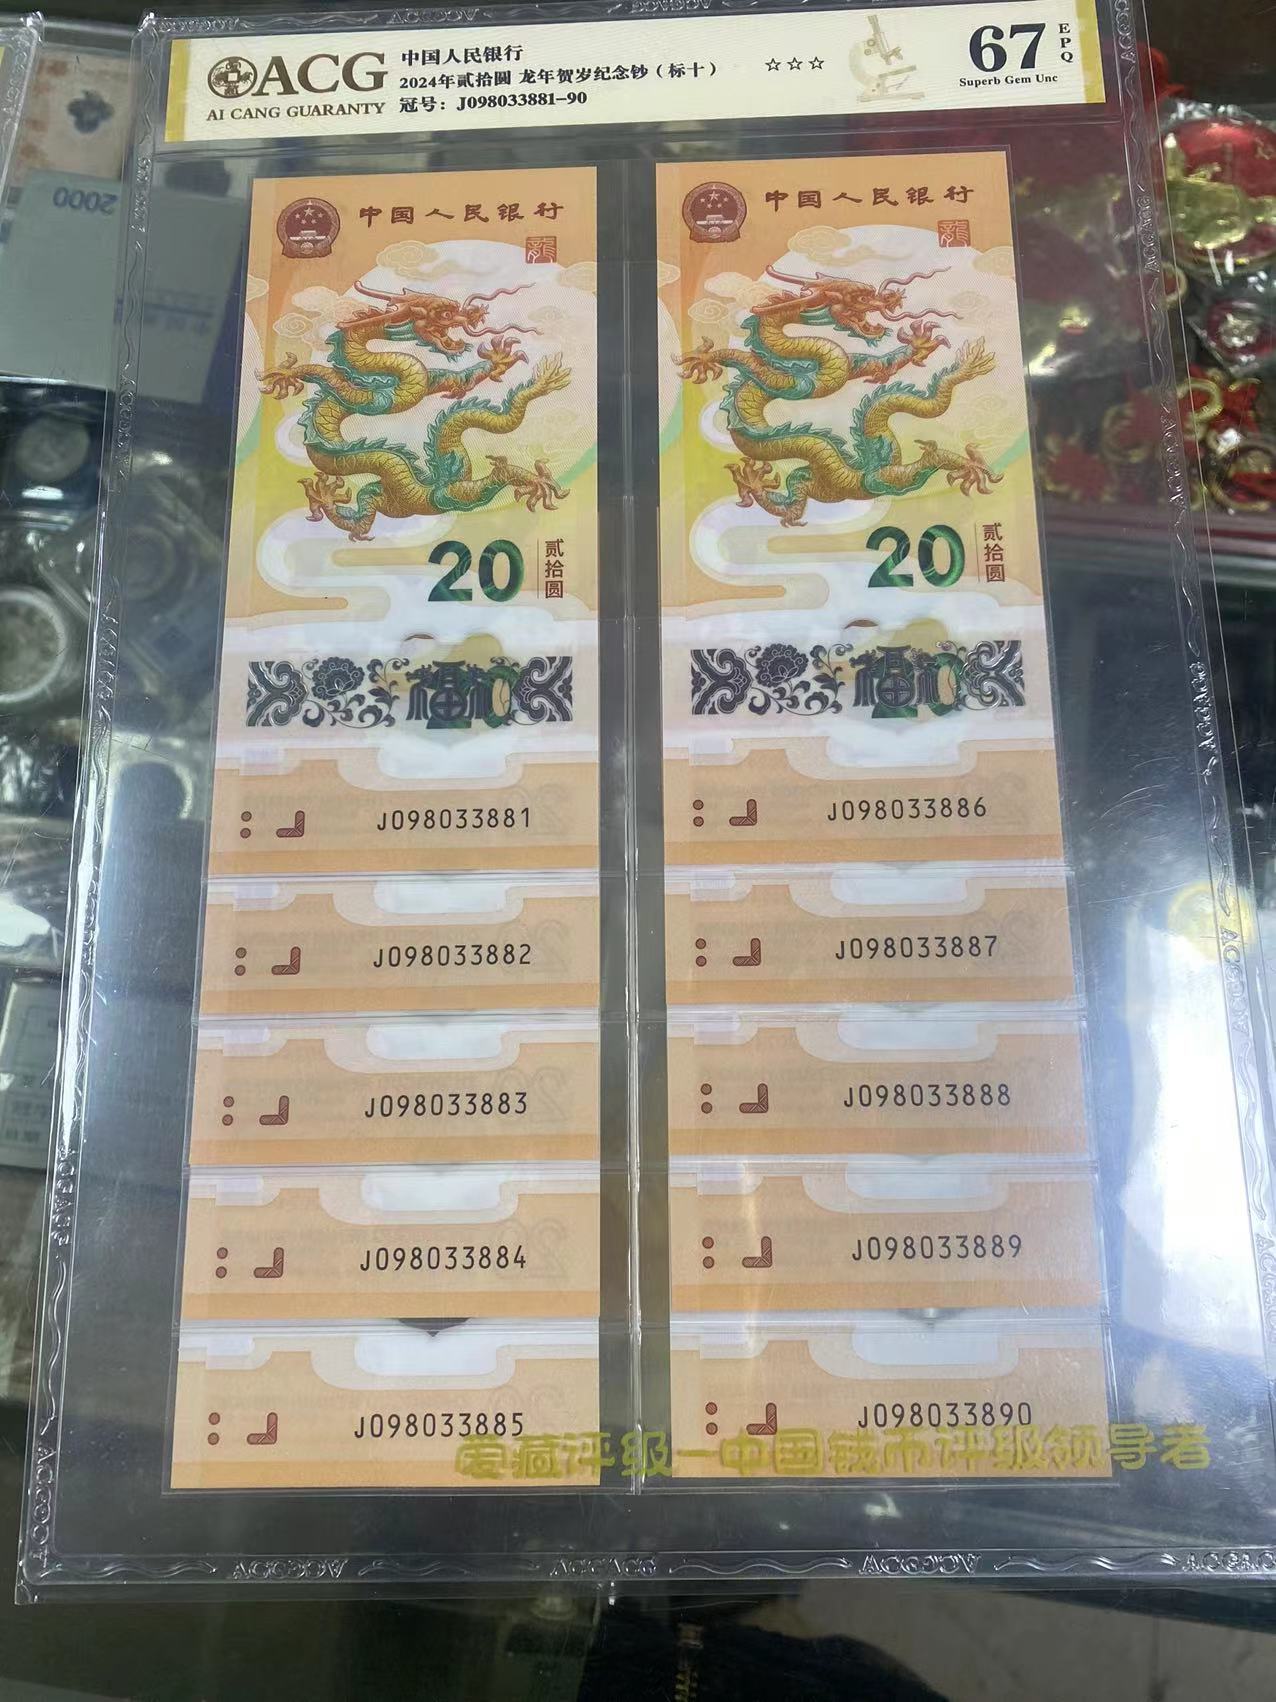 ACG
AI CANG GUARANTY
中国人民银行
2024年贰拾圆 龙年贺岁纪念钞（标十）
冠号：J098033881-90
☆☆☆
67
EPQ
Superb Gem Unc
中国人民银行
龍
20
贰拾圆
J098033881
J098033882
J098033883
J098033884
J098033885
中国人民银行
龍
20
贰拾圆
J098033886
J098033887
J098033888
J098033889
J098033890
爱藏评级—中国钱币评级领导者
2000